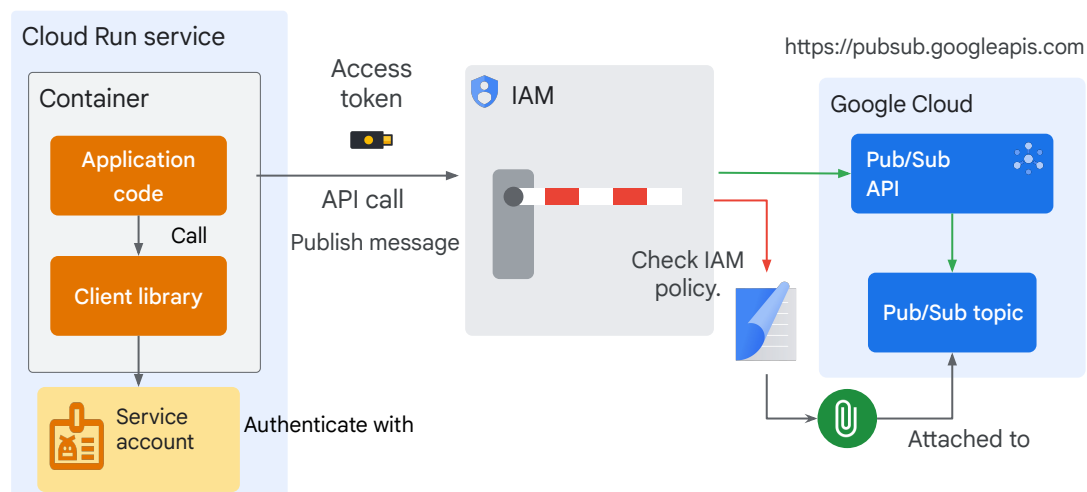 Cloud Run service
Container
Application
code
Call
Client library
Service
account
Authenticate with
Access
token
API call
Publish message
IAM
Check IAM
policy.
https://pubsub.googleapis.com
Google Cloud
Pub/Sub
API
Pub/Sub topic
Attached to